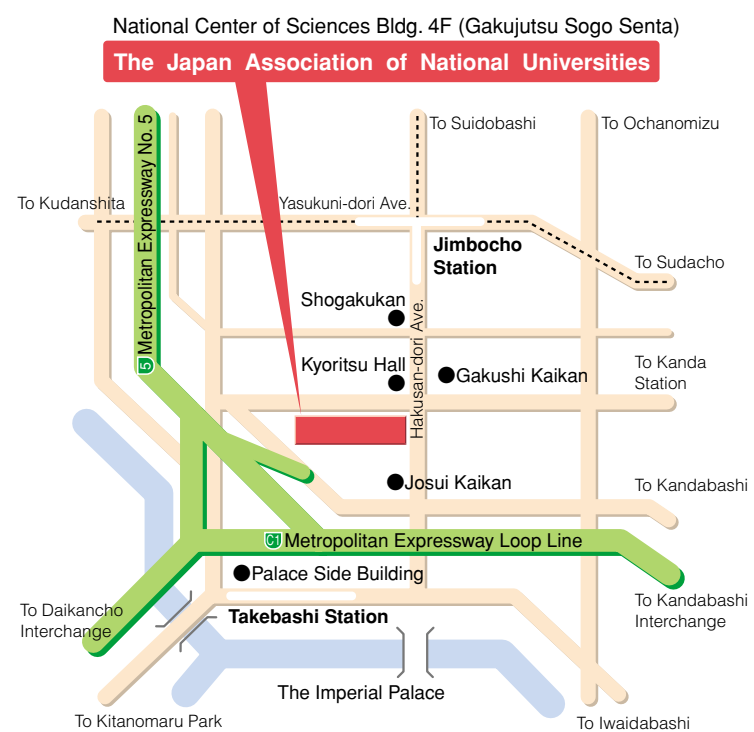 National Center of Sciences Bldg. 4F (Gakujutsu Sogo Senta)
The Japan Association of National Universities
To Suidobashi
To Ochanomizu
Metropolitan Expressway No. 5
5
To Kudanshita
Yasukuni-dori Ave.
Jimbocho
Station
To Sudacho
Shogakukan
Hakusan-dori Ave.
Kyoritsu Hall
Gakushi Kaikan
To Kanda
Station
Josui Kaikan
To Kandabashi
C1 Metropolitan Expressway Loop Line
Palace Side Building
To Daikancho
Interchange
Takebashi Station
To Kandabashi
Interchange
The Imperial Palace
To Kitanomaru Park
To Iwaidabashi